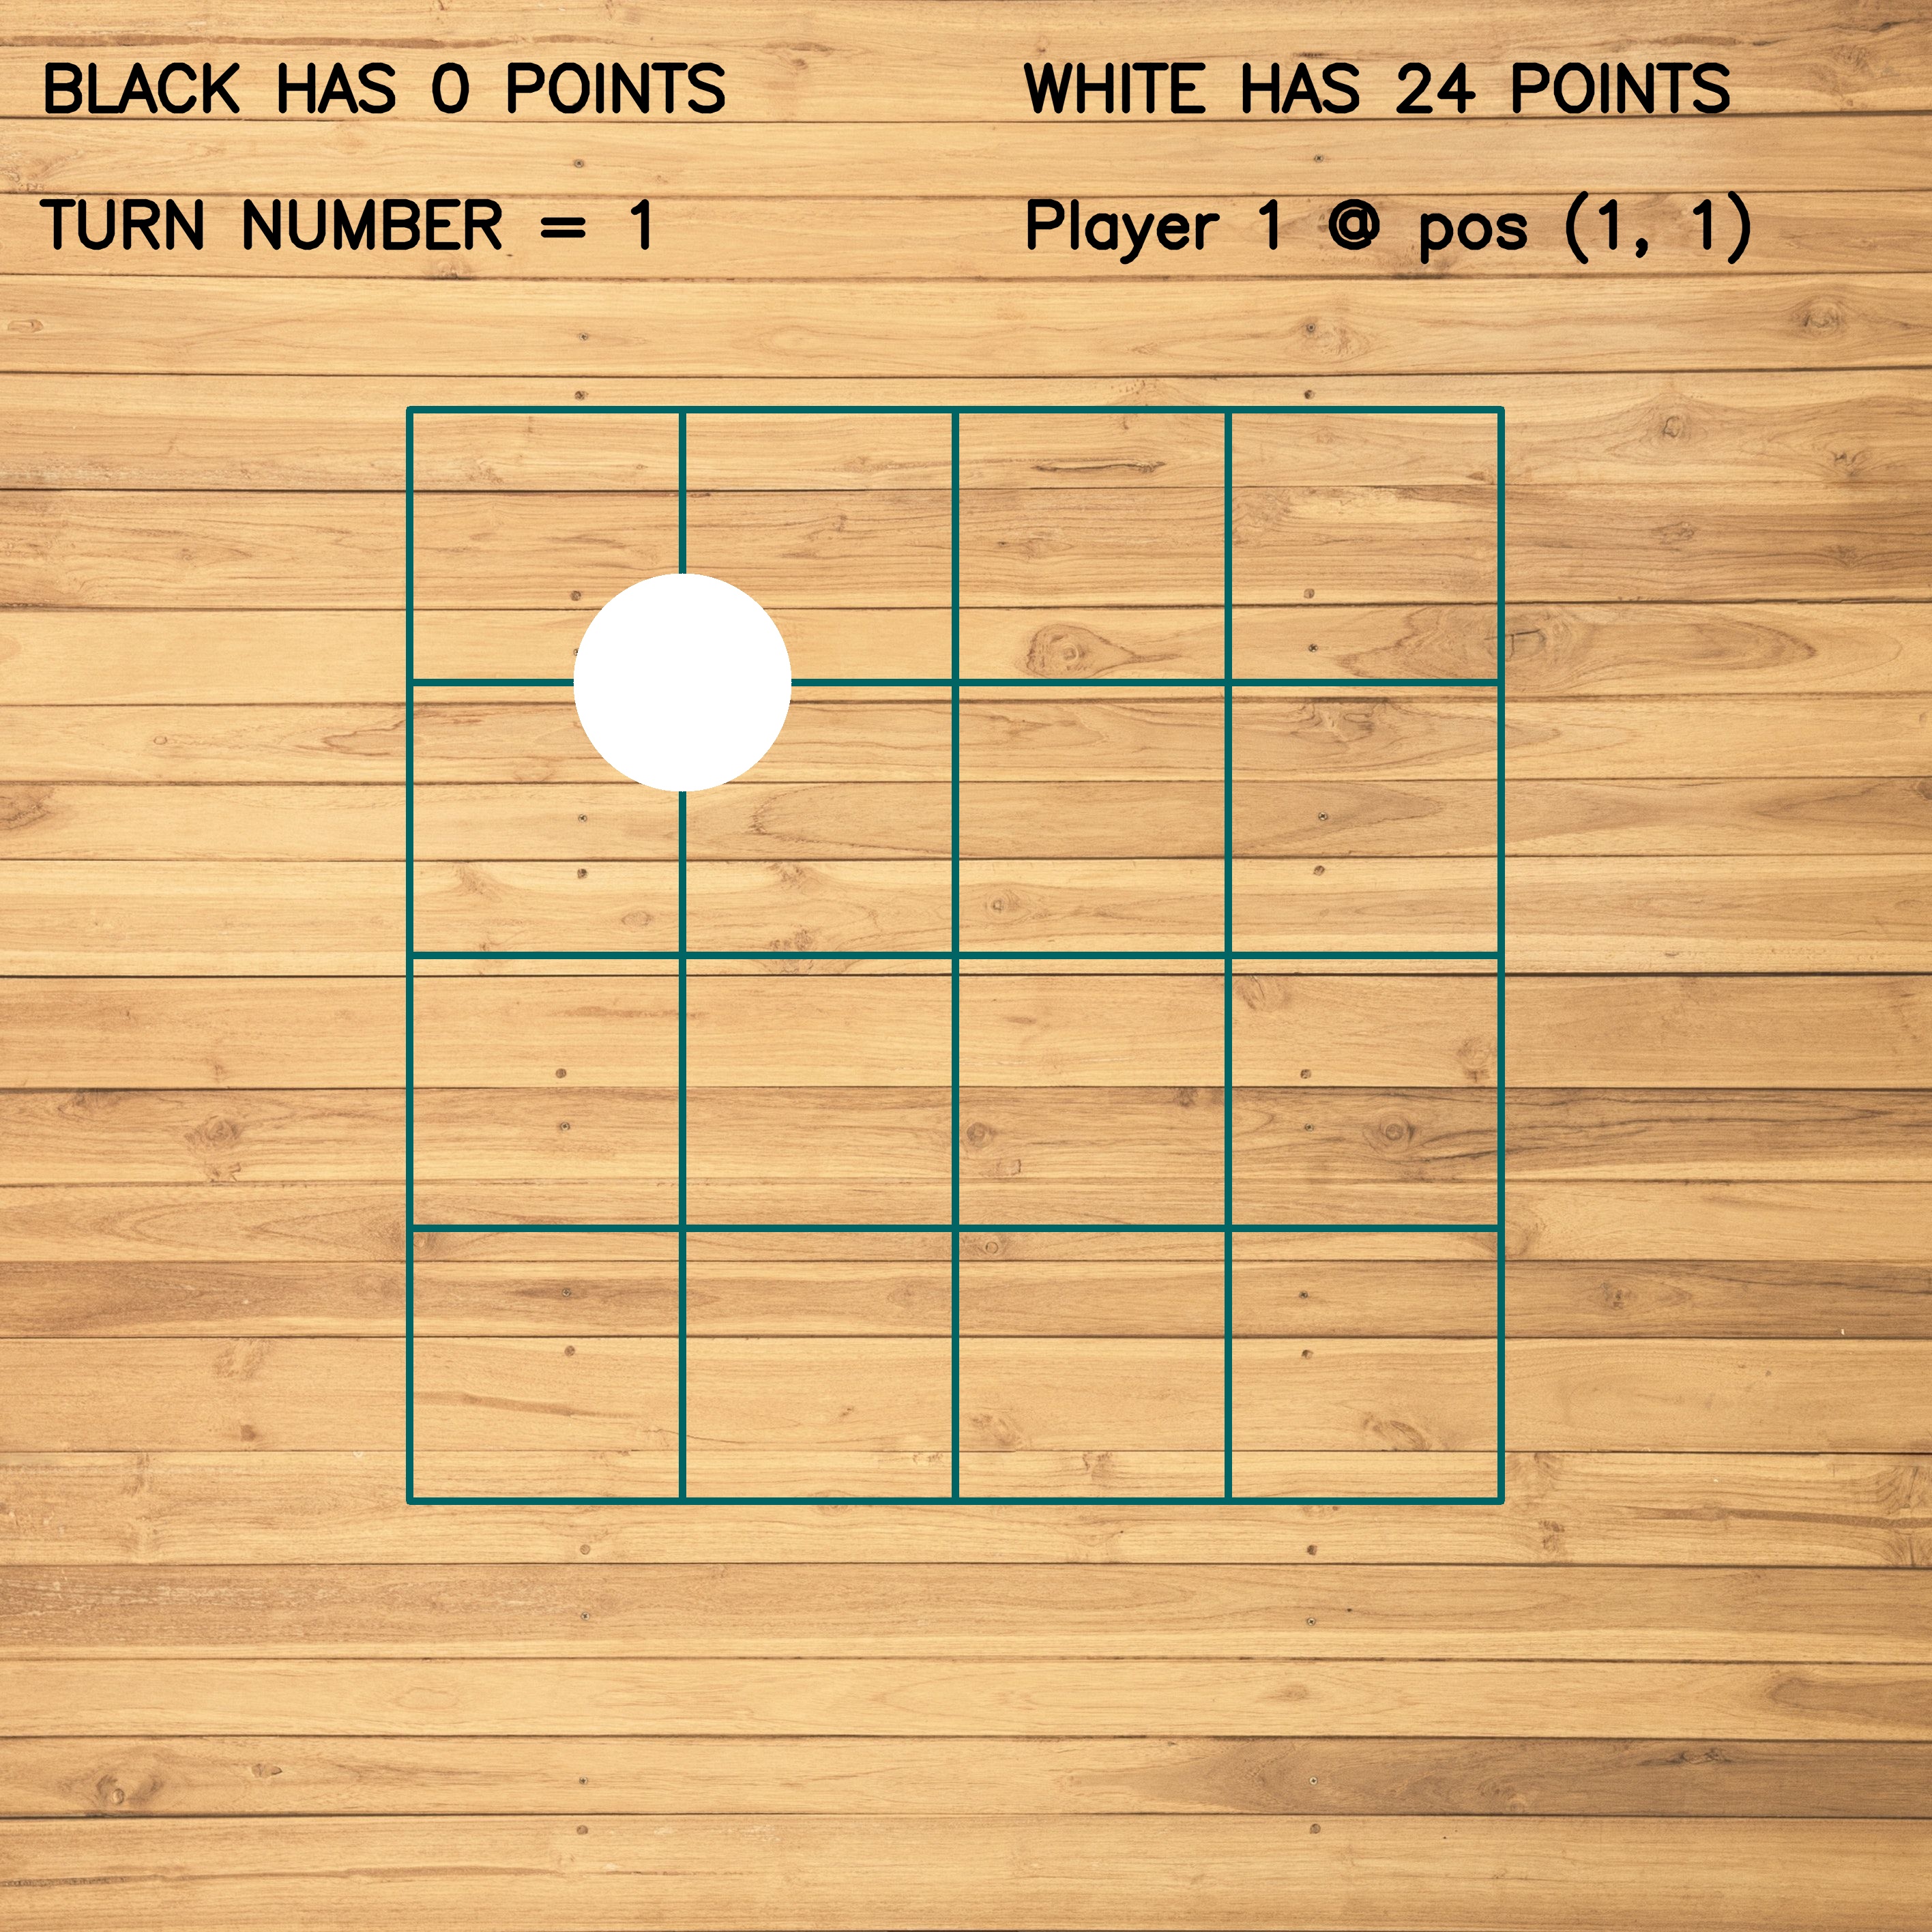 BLACK HAS 0 POINTS
WHITE HAS 24 POINTS
TURN NUMBER = 1
Player 1 @ pos (1, 1)